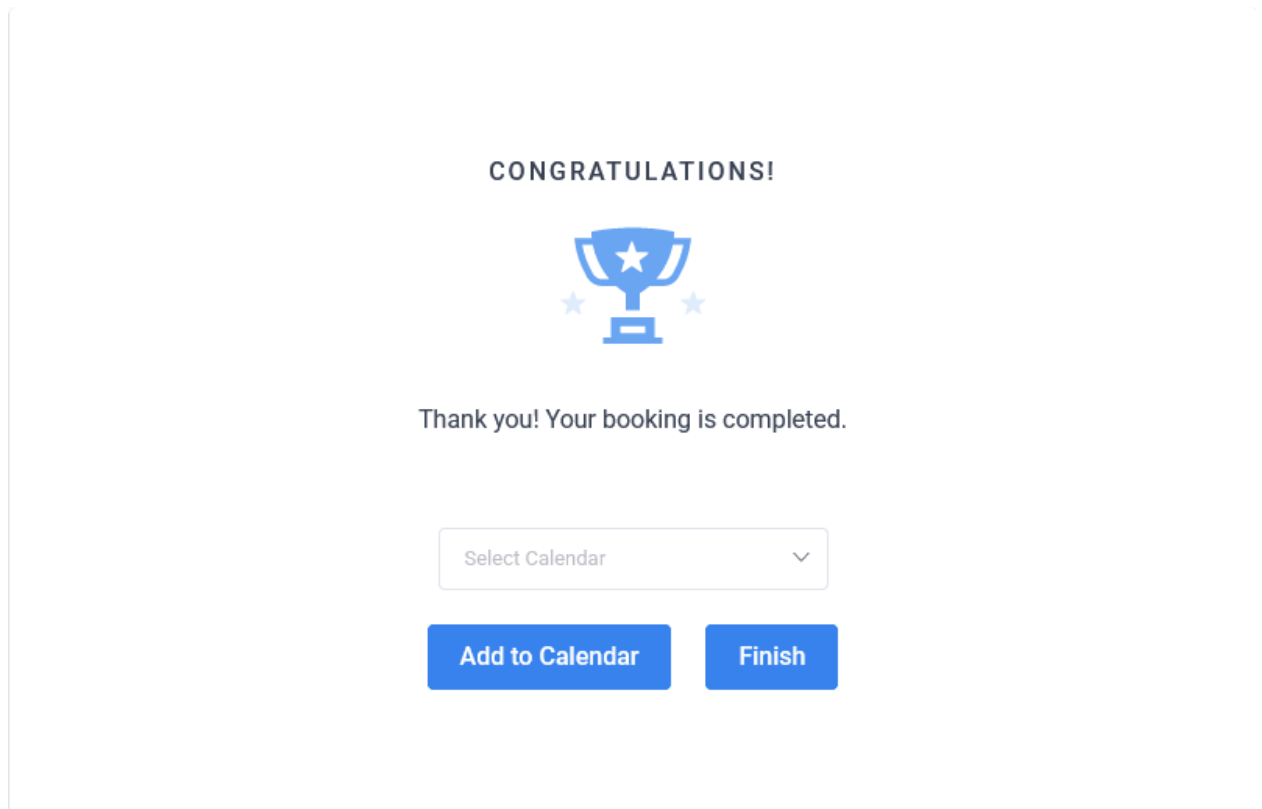 CONGRATULATIONS!
Thank you! Your booking is completed.
Select Calendar
Add to Calendar
Finish